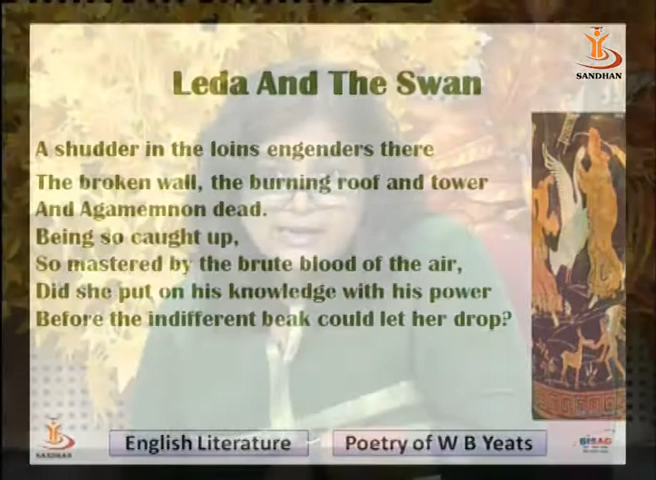 SANDHAN
Leda And The Swan
A shudder in the loins engenders there
The broken wall, the burning roof and tower
And Agamemnon dead.
Being so caught up,
So mastered by the brute blood of the air,
Did she put on his knowledge with his power
Before the indifferent beak could let her drop?
SANDHAN
English Literature
Poetry of W B Yeats
BISAG